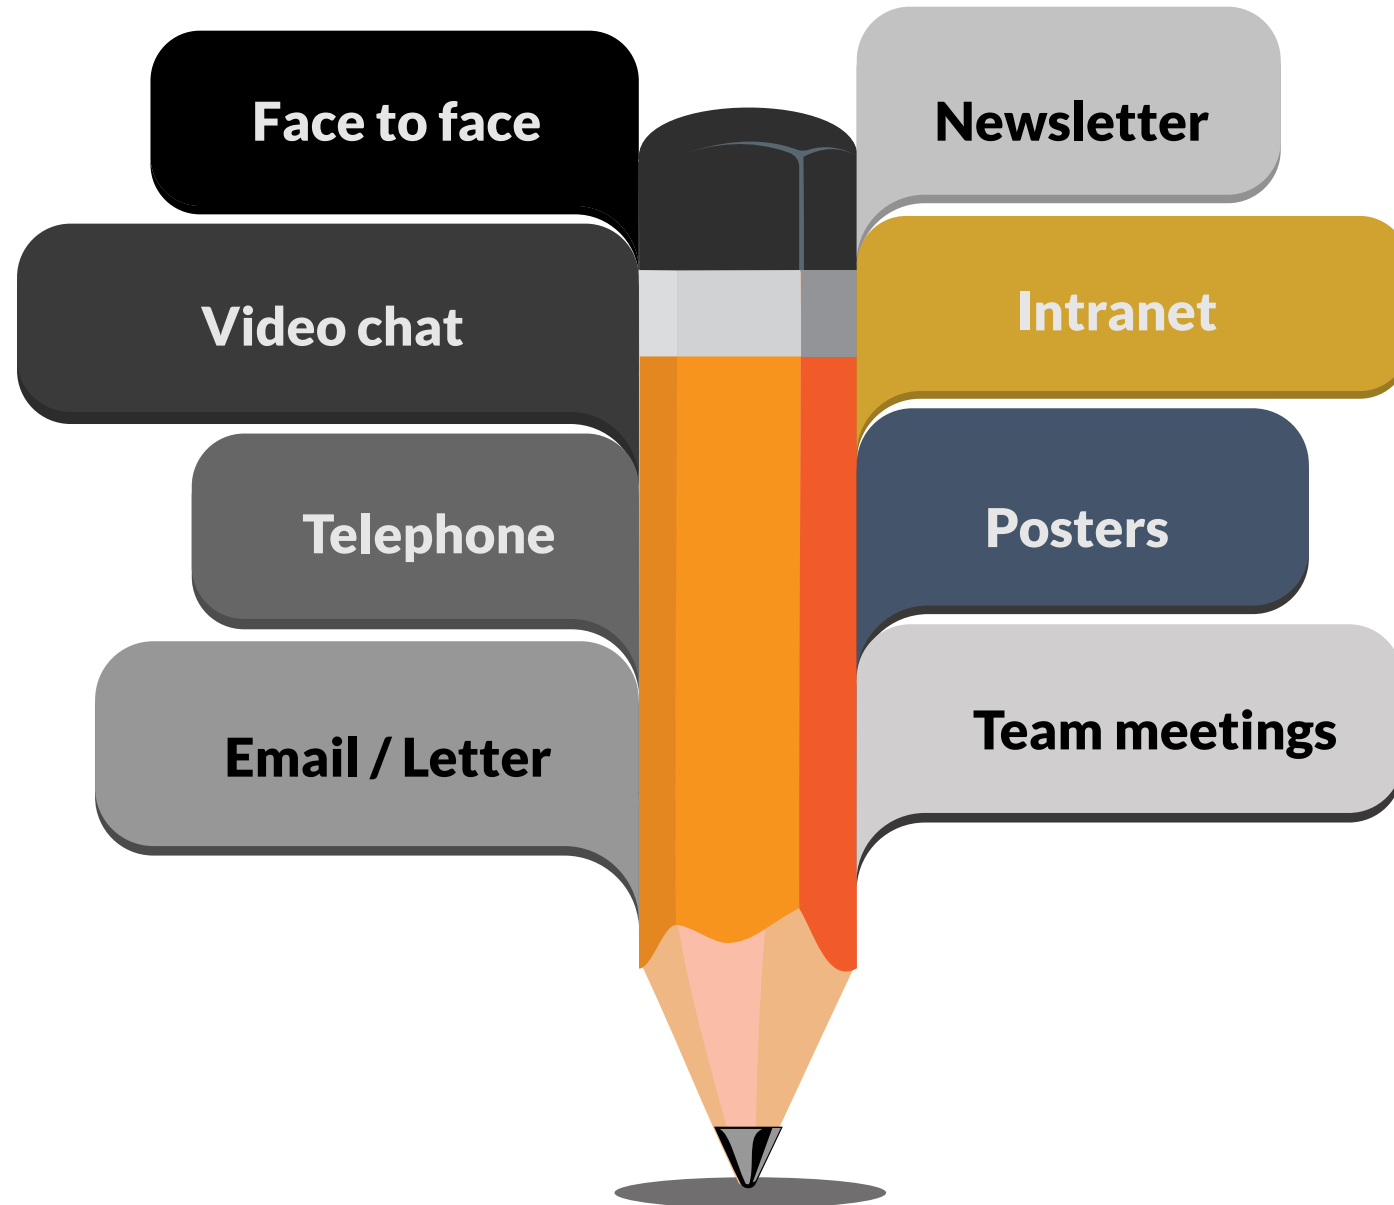 Face to face
Video chat
Telephone
Email / Letter
Newsletter
Intranet
Posters
Team meetings